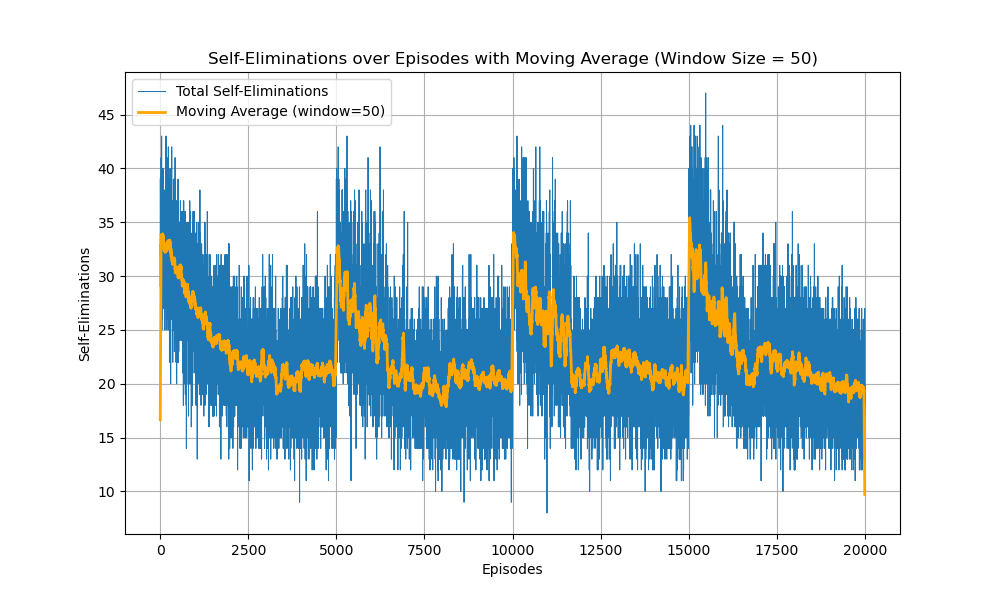 Self-Eliminations over Episodes with Moving Average (Window Size = 50)
Total Self-Eliminations
Moving Average (window=50)
45
40
35
30
25
20
15
10
Self-Eliminations
0 2500 5000 7500 10000 12500 15000 17500 20000
Episodes